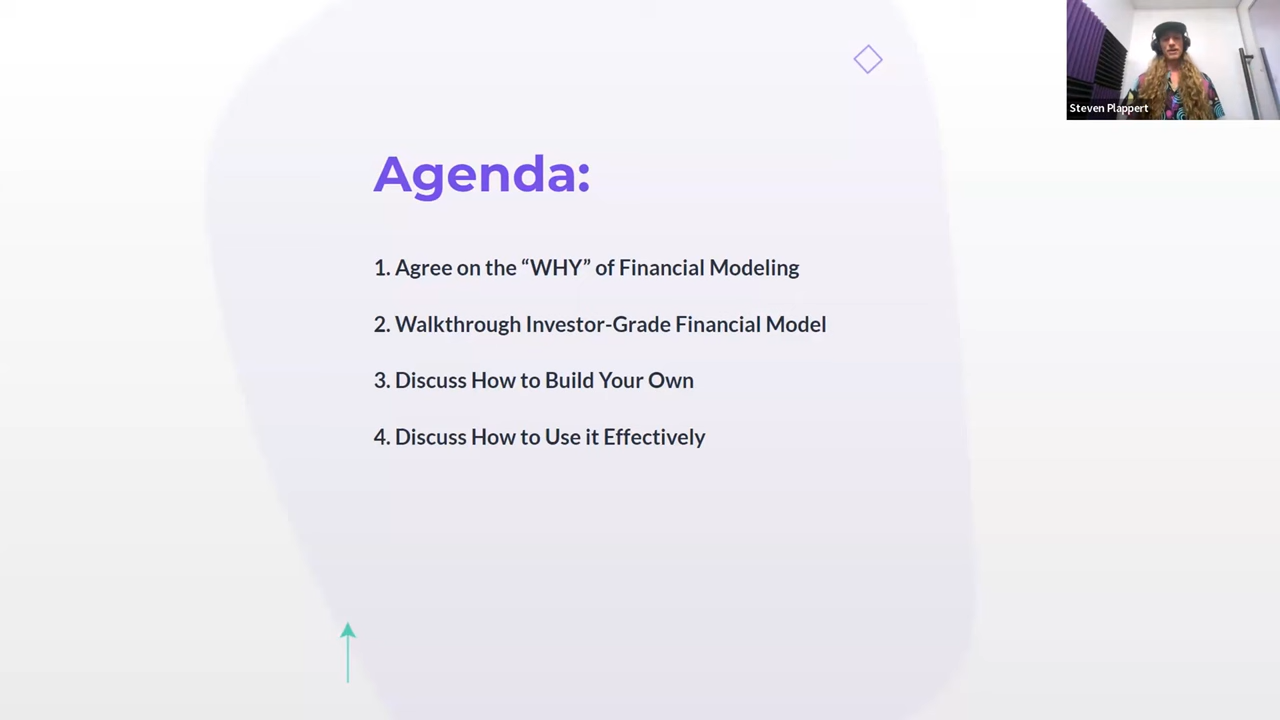 Agenda:
1. Agree on the “WHY” of Financial Modeling
2. Walkthrough Investor-Grade Financial Model
3. Discuss How to Build Your Own
4. Discuss How to Use it Effectively
Steven Plappert